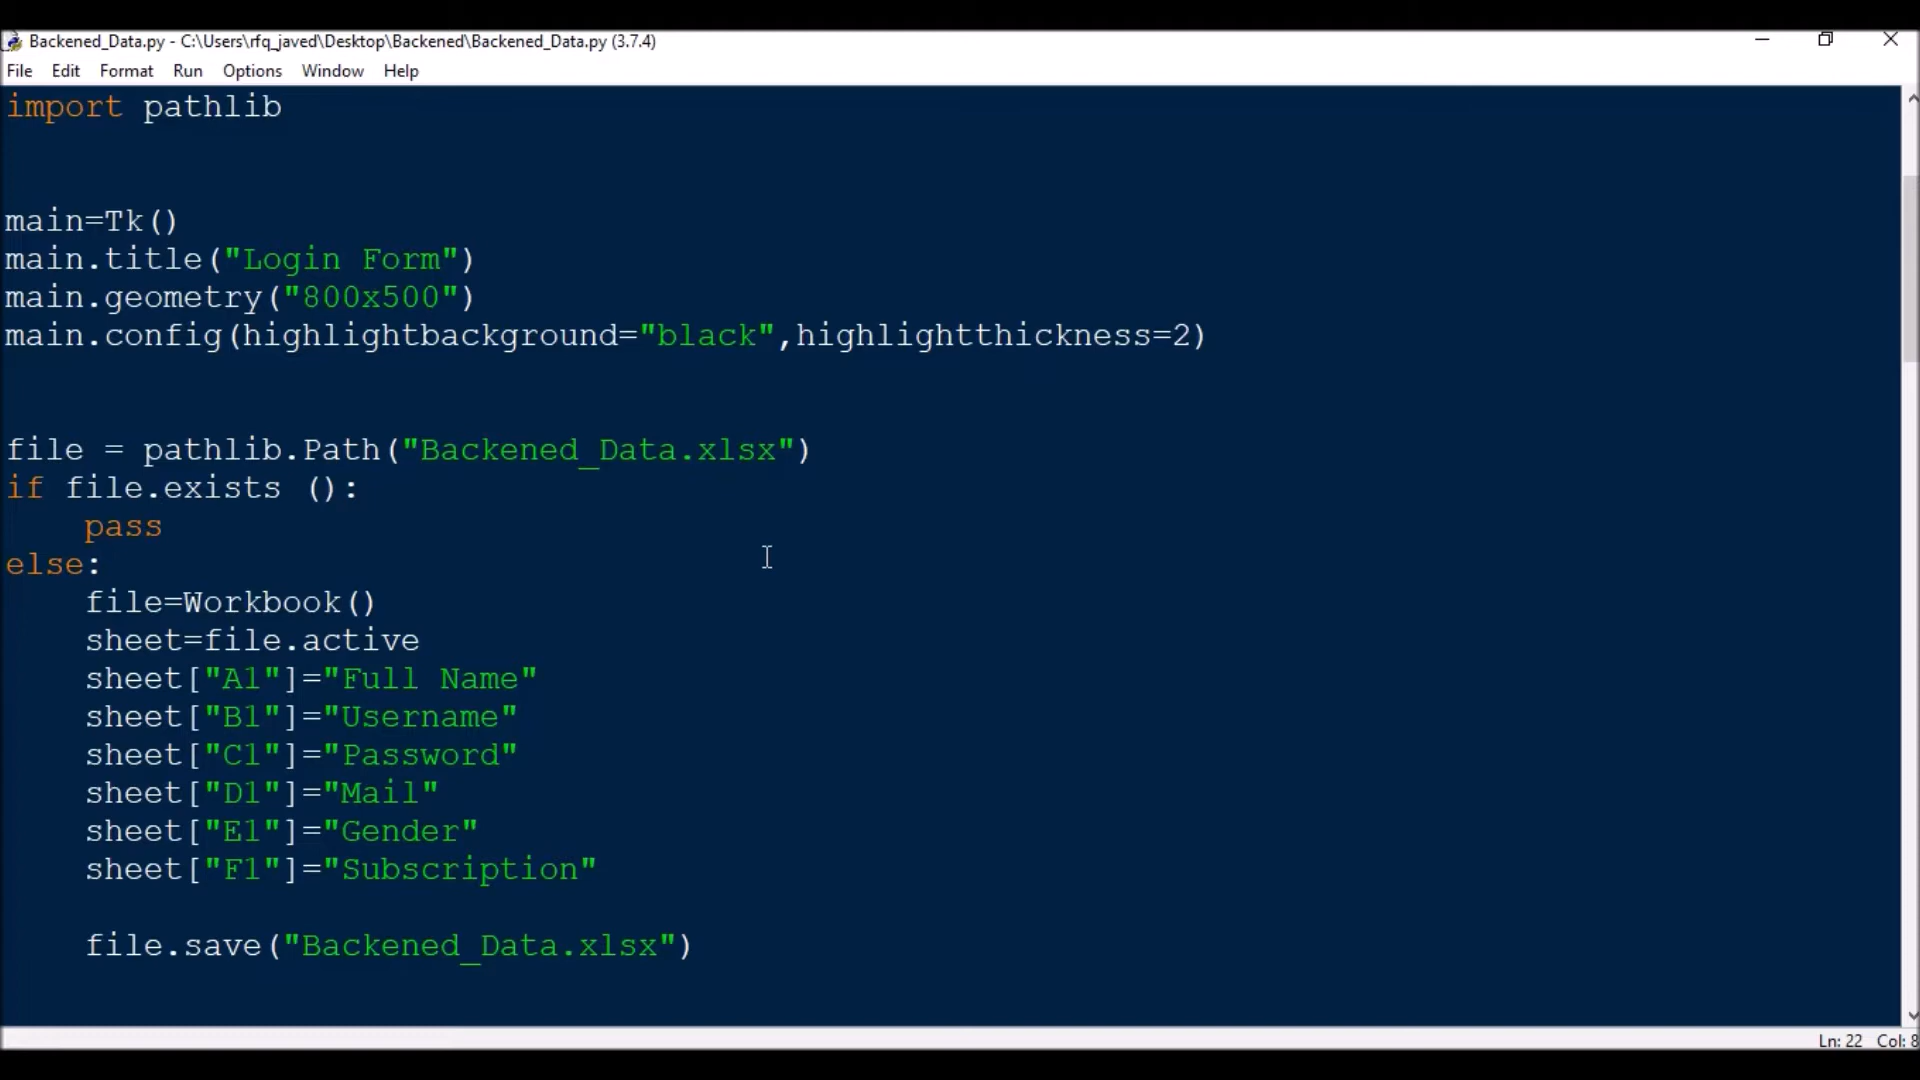 Backened_Data.py - C:\Users\rfq_javed\Desktop\Backened\Backened_Data.py (3.7.4)
File Edit Format Run Options Window Help
import pathlib
main=Tk()
main.title("Login Form")
main.geometry("800x500")
main.config(highlightbackground="black",highlightthickness=2)
file = pathlib.Path("Backened_Data.xlsx")
if file.exists ():
    pass
else:
    file=Workbook()
    sheet=file.active
    sheet["A1"]="Full Name"
    sheet["B1"]="Username"
    sheet["C1"]="Password"
    sheet["D1"]="Mail"
    sheet["E1"]="Gender"
    sheet["F1"]="Subscription"
    file.save("Backened_Data.xlsx")
Ln: 22 Col: 8